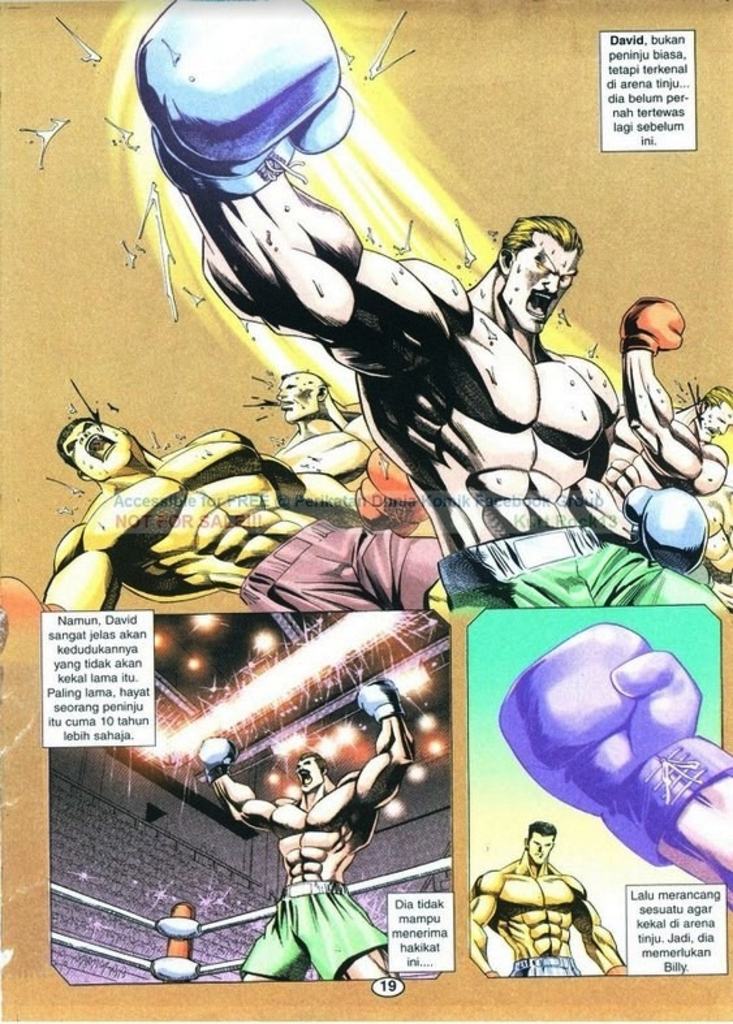 David, bukan
peninju biasa,
tetapi terkenal
di arena tinju...
dia belum per-
nah tertewas
lagi sebelum
ini.
Accessible for FREE @ Perikatan Dunia Komik Facebook Group
NOT FOR SALE!!!
Namun, David
sangat jelas akan
kedudukannya
yang tidak akan
kekal lama itu.
Paling lama, hayat
seorang peninju
itu cuma 10 tahun
lebih sahaja.
Dia tidak
mampu
menerima
hakikat
ini....
Lalu merancang
sesuatu agar
kekal di arena
tinju. Jadi, dia
memerlukan
Billy.
19